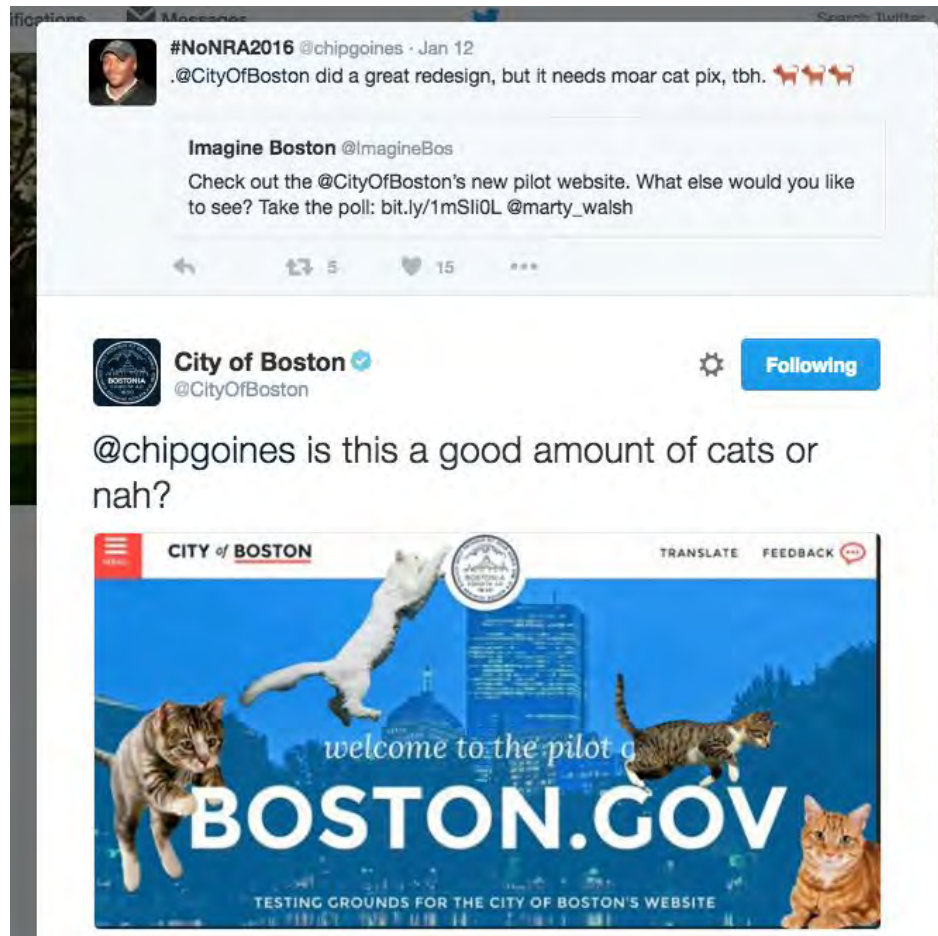 ifications Messages Search Twitter
#NoNRA2016 @chipgoines · Jan 12
.@CityOfBoston did a great redesign, but it needs moar cat pix, tbh. 🐈🐈🐈
Imagine Boston @ImagineBos
Check out the @CityOfBoston's new pilot website. What else would you like
to see? Take the poll: bit.ly/1mSIi0L @marty_walsh
5 15
BOSTONIA
City of Boston
@CityOfBoston
Following
@chipgoines is this a good amount of cats or
nah?
MENU
CITY of BOSTON
BOSTONIA
TRANSLATE FEEDBACK
welcome to the pilot
BOSTON.GOV
TESTING GROUNDS FOR THE CITY OF BOSTON'S WEBSITE